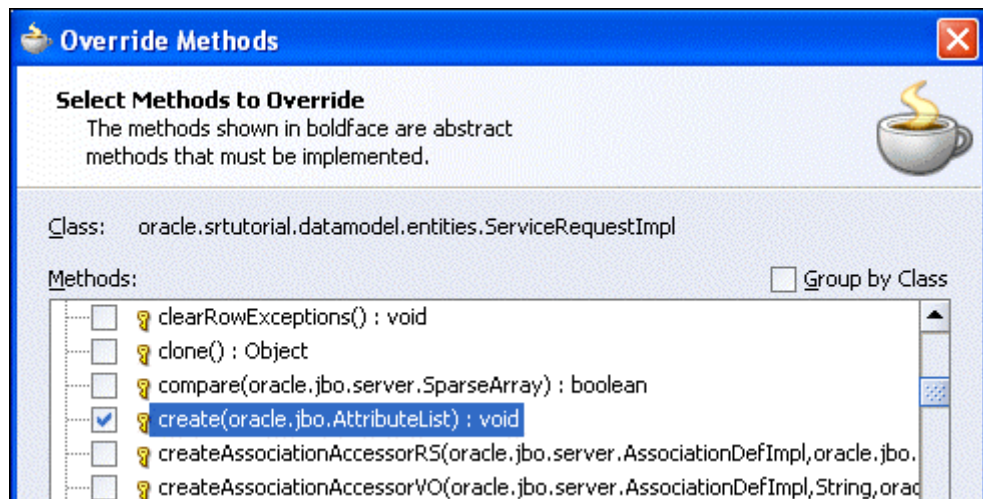 Override Methods
Select Methods to Override
The methods shown in boldface are abstract
methods that must be implemented.
Class: oracle.srtutorial.datamodel.entities.ServiceRequestImpl
Methods: Group by Class
clearRowExceptions() : void
clone() : Object
compare(oracle.jbo.server.SparseArray) : boolean
create(oracle.jbo.AttributeList) : void
createAssociationAccessorRS(oracle.jbo.server.AssociationDefImpl,oracle.jbo.
createAssociationAccessorVO(oracle.jbo.server.AssociationDefImpl,String,orac